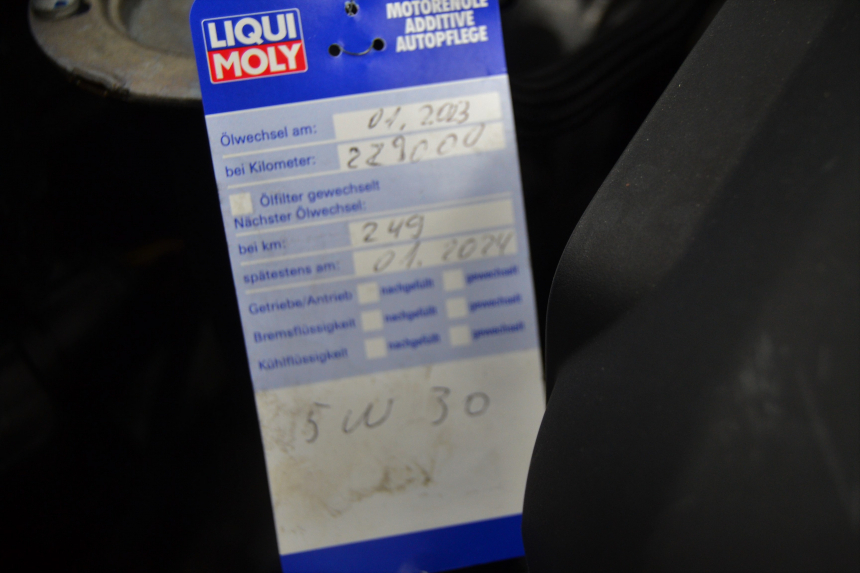 LIQUI
MOLY
MOTORENÖLE
ADDITIVE
AUTOPFLEGE
Ölwechsel am: 01. 2023
bei Kilometer: 229000
Ölfilter gewechselt
Nächster Ölwechsel:
bei km: 249
spätestens am: 01. 2024
Getriebe/Antrieb nachgefüllt gewechselt
Bremsflüssigkeit nachgefüllt gewechselt
Kühlflüssigkeit nachgefüllt gewechselt
5W 30